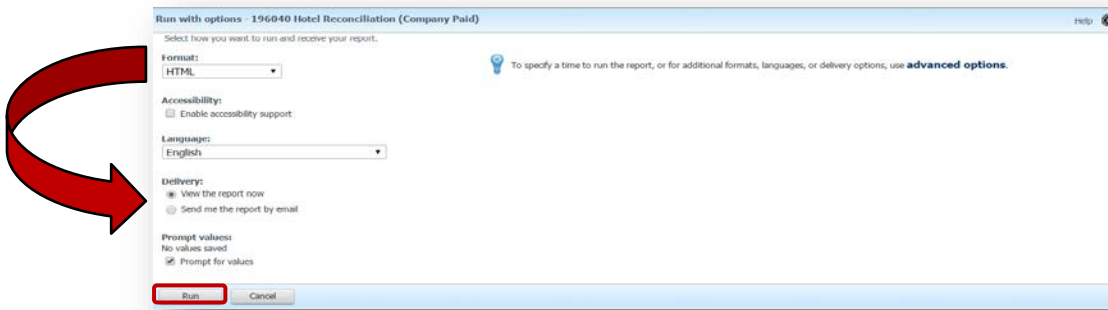 Run with options - 196040 Hotel Reconciliation (Company Paid)
Help
Select how you want to run and receive your report.
Format:
HTML
To specify a time to run the report, or for additional formats, languages, or delivery options, use advanced options.
Accessibility:
Enable accessibility support
Language:
English
Delivery:
View the report now
Send me the report by email
Prompt values:
No values saved
Prompt for values
Run
Cancel